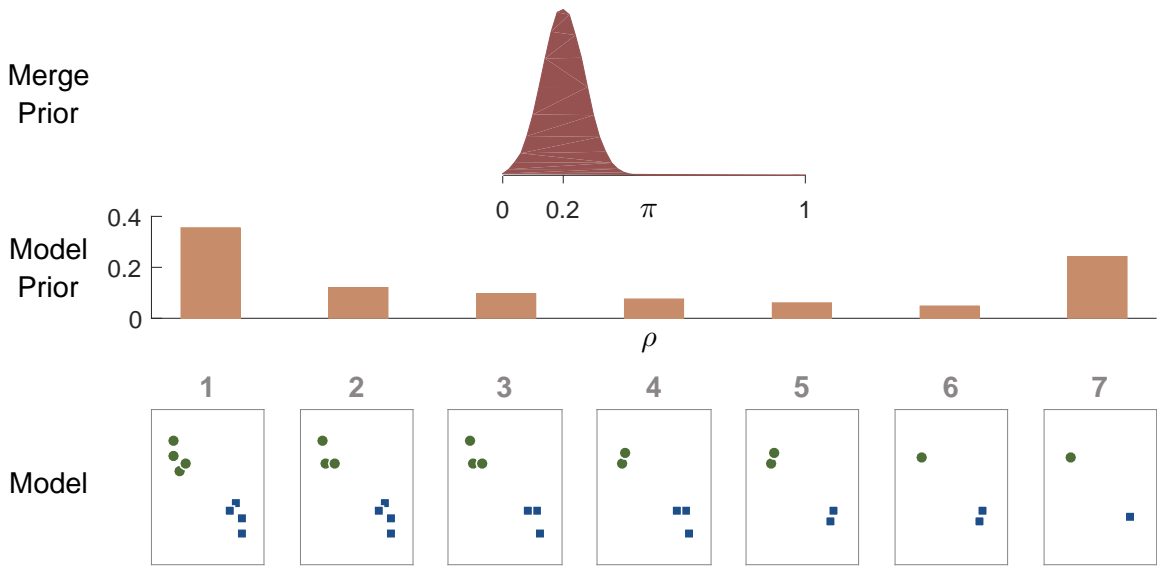 Merge
Prior
0 0.2 π 1
Model
Prior
0.4
0.2
0
ρ
1 2 3 4 5 6 7
Model